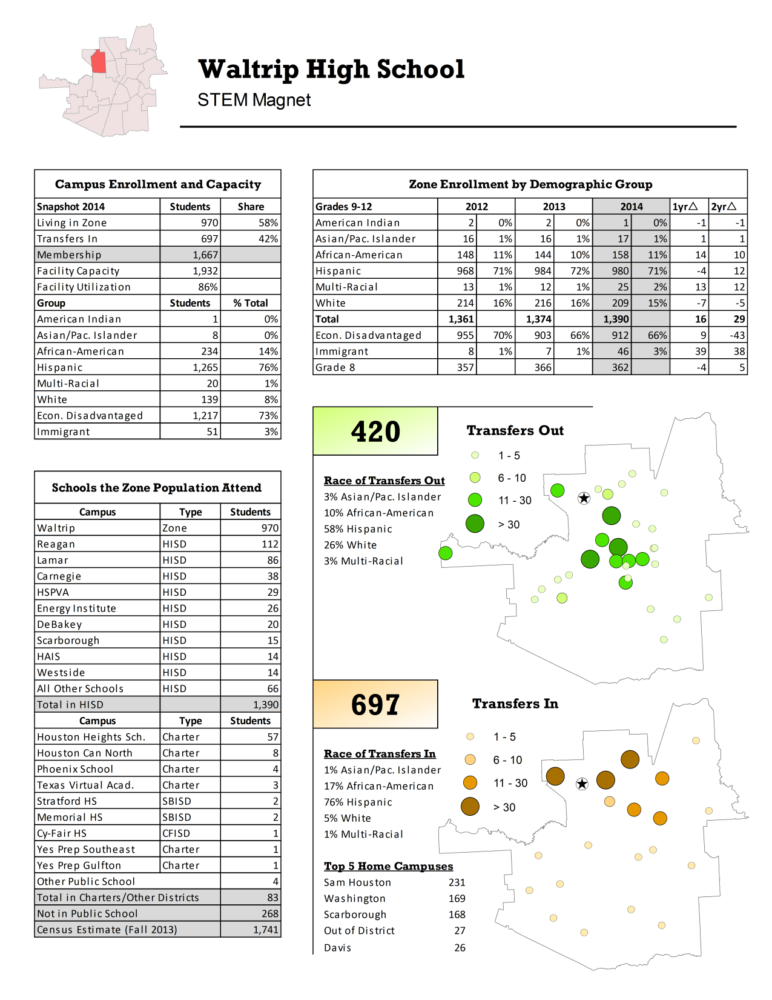 Waltrip High School
STEM Magnet
Campus Enrollment and Capacity
Snapshot 2014 Students Share
Living in Zone 970 58%
Transfers In 697 42%
Membership 1,667
Facility Capacity 1,932
Facility Utilization 86%
Group Students % Total
American Indian 1 0%
Asian/Pac. Islander 8 0%
African-American 234 14%
Hispanic 1,265 76%
Multi-Racial 20 1%
White 139 8%
Econ. Disadvantaged 1,217 73%
Immigrant 51 3%
Zone Enrollment by Demographic Group
Grades 9-12 2012 2013 2014 1yr△ 2yr△
American Indian 2 0% 2 0% 1 0% -1 -1
Asian/Pac. Islander 16 1% 16 1% 17 1% 1 1
African-American 148 11% 144 10% 158 11% 14 10
Hispanic 968 71% 984 72% 980 71% -4 12
Multi-Racial 13 1% 12 1% 25 2% 13 12
White 214 16% 216 16% 209 15% -7 -5
Total 1,361 1,374 1,390 16 29
Econ. Disadvantaged 955 70% 903 66% 912 66% 9 -43
Immigrant 8 1% 7 1% 46 3% 39 38
Grade 8 357 366 362 -4 5
Schools the Zone Population Attend
Campus Type Students
Waltrip Zone 970
Reagan HISD 112
Lamar HISD 86
Carnegie HISD 38
HSPVA HISD 29
Energy Institute HISD 26
DeBakey HISD 20
Scarborough HISD 15
HAIS HISD 14
Westside HISD 14
All Other Schools HISD 66
Total in HISD 1,390
Campus Type Students
Houston Heights Sch. Charter 57
Houston Can North Charter 8
Phoenix School Charter 4
Texas Virtual Acad. Charter 3
Stratford HS SBISD 2
Memorial HS SBISD 2
Cy-Fair HS CFISD 1
Yes Prep Southeast Charter 1
Yes Prep Gulfton Charter 1
Other Public School 4
Total in Charters/Other Districts 83
Not in Public School 268
Census Estimate (Fall 2013) 1,741
420
Transfers Out
1 - 5
6 - 10
11 - 30
> 30
Race of Transfers Out
3% Asian/Pac. Islander
10% African-American
58% Hispanic
26% White
3% Multi-Racial
697
Transfers In
1 - 5
6 - 10
11 - 30
> 30
Race of Transfers In
1% Asian/Pac. Islander
17% African-American
76% Hispanic
5% White
1% Multi-Racial
Top 5 Home Campuses
Sam Houston 231
Washington 169
Scarborough 168
Out of District 27
Davis 26